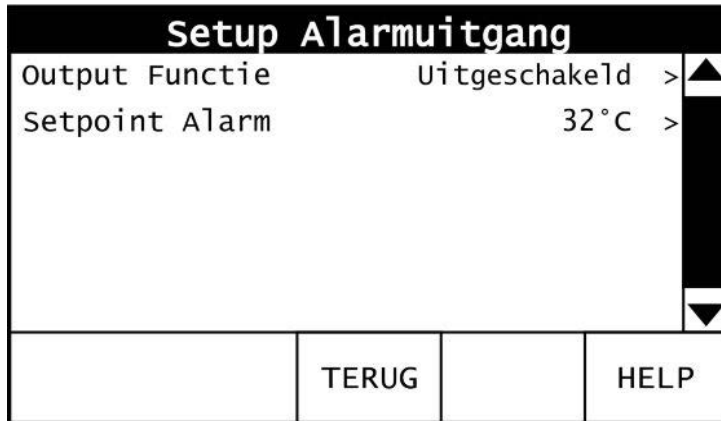 Setup Alarmuitgang
Output Functie Uitgeschakeld >
Setpoint Alarm 32°C >
TERUG HELP